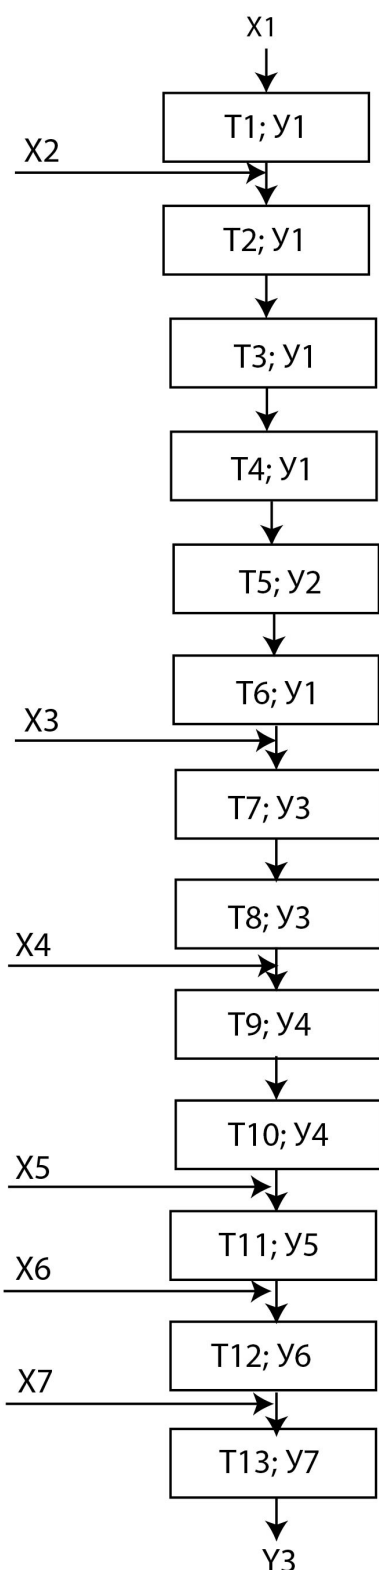 X1
T1; У1
X2
T2; У1
T3; У1
T4; У1
T5; У2
T6; У1
X3
T7; У3
T8; У3
X4
T9; У4
T10; У4
X5
T11; У5
X6
T12; У6
X7
T13; У7
Y3